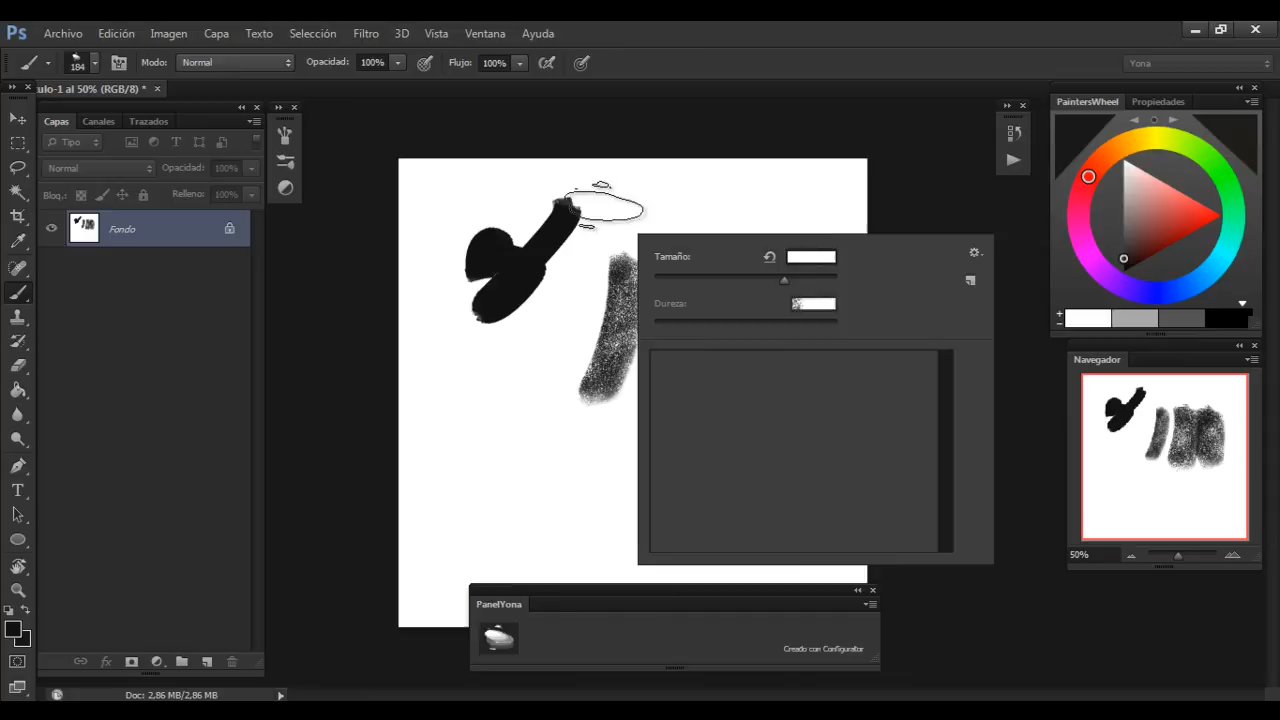 Ps Archivo Edición Imagen Capa Texto Selección Filtro 3D Vista Ventana Ayuda
184 Modo: Normal Opacidad: 100% Flujo: 100% Yona
ulo-1 al 50% (RGB/8) * ×
Capas Canales Trazados
Tipo
Normal Opacidad: 100%
Bloq.: Relleno: 100%
Fondo
Tamaño:
Dureza:
PaintersWheel Propiedades
Navegador
50%
PanelYona
Creado con Configurator
Doc: 2,86 MB/2,86 MB